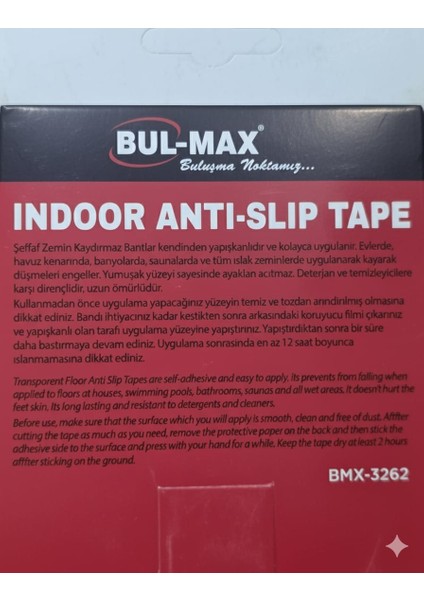 BUL-MAX®
Buluşma Noktamız...
INDOOR ANTI-SLIP TAPE
Şeffaf Zemin Kaydırmaz Bantlar kendinden yapışkanlıdır ve kolayca uygulanır. Evlerde,
havuz kenarında, banyolarda, saunalarda ve tüm ıslak zeminlerde uygulanarak kayarak
düşmeleri engeller. Yumuşak yüzeyi sayesinde ayakları acıtmaz. Deterjan ve temizleyicilere
karşı dirençlidir, uzun ömürlüdür.
Kullanmadan önce uygulama yapacağınız yüzeyin temiz ve tozdan arındırılmış olmasına
dikkat ediniz. Bandı ihtiyacınız kadar kestikten sonra arkasındaki koruyucu filmi çıkarınız
ve yapışkanlı olan tarafı uygulama yüzeyine yapıştırınız. Yapıştırdıktan sonra bir süre
daha bastırmaya devam ediniz. Uygulama sonrasında en az 12 saat boyunca
ıslanmamasına dikkat ediniz.
Transparent Floor Anti Slip Tapes are self-adhesive and easy to apply. Its prevents from falling when
applied to floors at houses, swimming pools, bathrooms, saunas and all wet areas. It doesn't hurt the
feet skin. Its long lasting and resistant to detergents and cleaners.
Before use, make sure that the surface which you will apply is smooth, clean and free of dust. Affter
cutting the tape as much as you need, remove the protective paper on the back and then stick the
adhesive side to the surface and press with your hand for a while. Keep the tape dry at least 2 hours
affter sticking on the ground.
BMX-3262